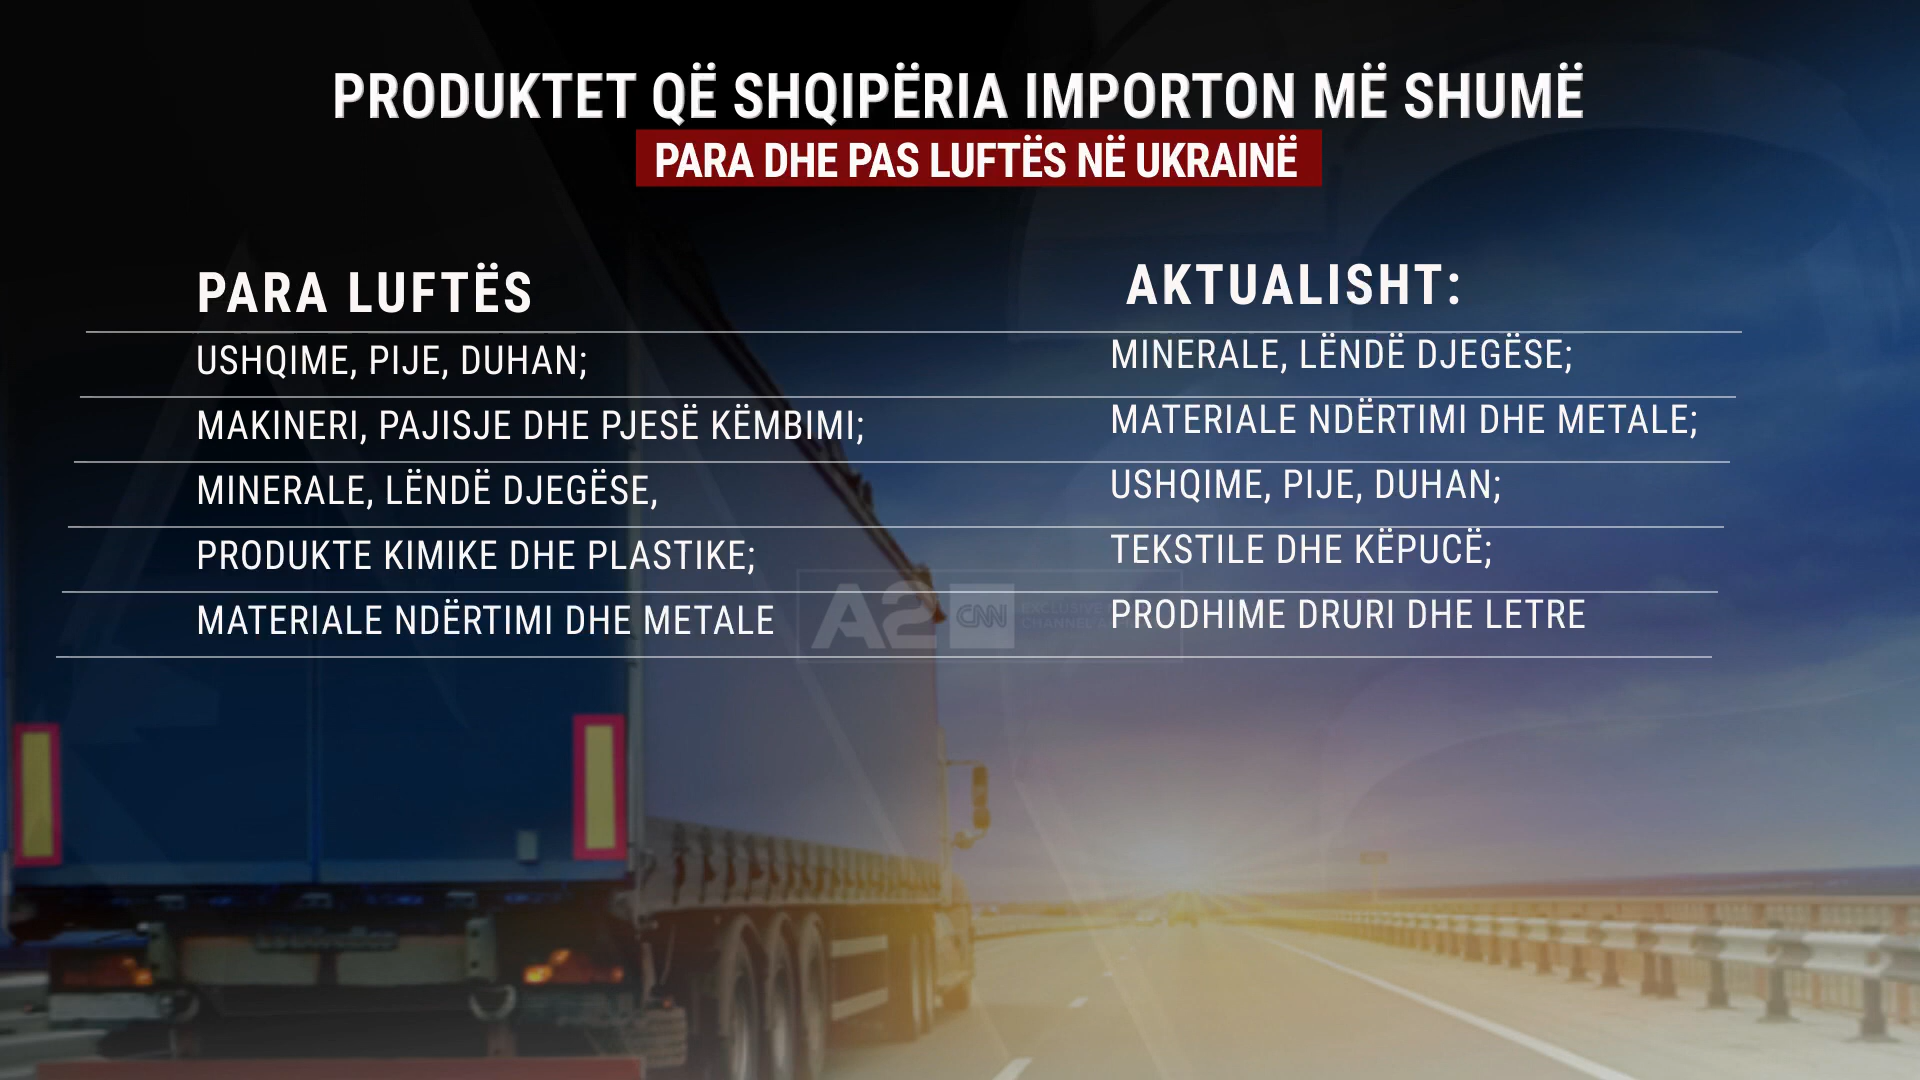 PRODUKTET QË SHQIPËRIA IMPORTON MË SHUMË
PARA DHE PAS LUFTËS NË UKRAINË
PARA LUFTËS
USHQIME, PIJE, DUHAN;
MAKINERI, PAJISJE DHE PJESË KËMBIMI;
MINERALE, LËNDË DJEGËSE,
PRODUKTE KIMIKE DHE PLASTIKE;
MATERIALE NDËRTIMI DHE METALE
AKTUALISHT:
MINERALE, LËNDË DJEGËSE;
MATERIALE NDËRTIMI DHE METALE;
USHQIME, PIJE, DUHAN;
TEKSTILE DHE KËPUCË;
PRODHIME DRURI DHE LETRE
A2 CNN
EXCLUSIVE
CHANNEL